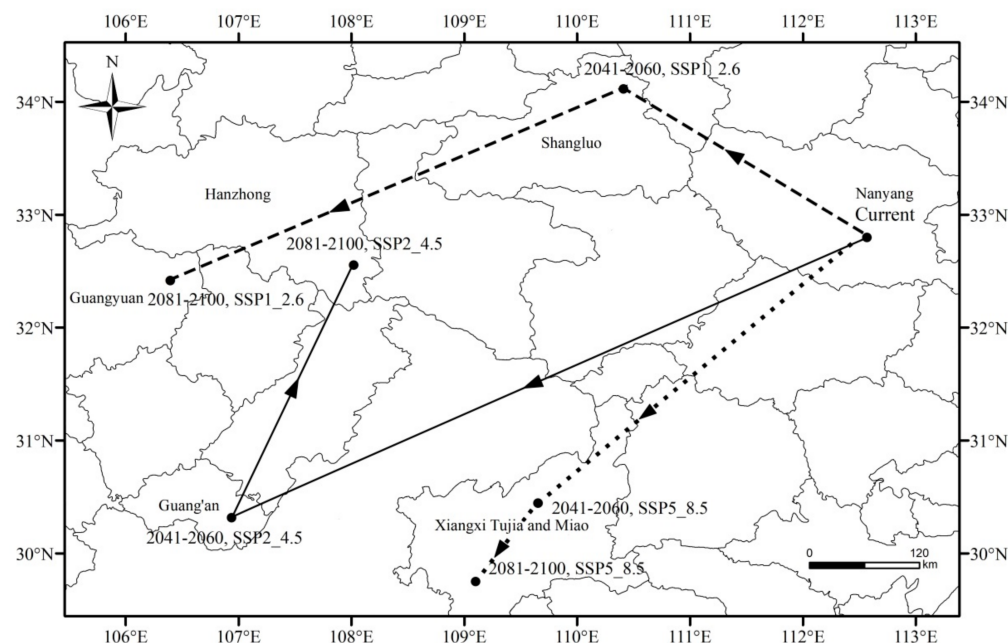 106°E 107°E 108°E 109°E 110°E 111°E 112°E 113°E
N
2041-2060, SSP1_2.6
34°N 34°N
Shangluo
Hanzhong
Nanyang
33°N 33°N
Current
2081-2100, SSP2_4.5
Guangyuan 2081-2100, SSP1_2.6
32°N 32°N
31°N 31°N
Guang'an
2041-2060, SSP5_8.5
Xiangxi Tujia and Miao
2041-2060, SSP2_4.5
30°N 30°N
0 120
km
2081-2100, SSP5_8.5
106°E 107°E 108°E 109°E 110°E 111°E 112°E 113°E